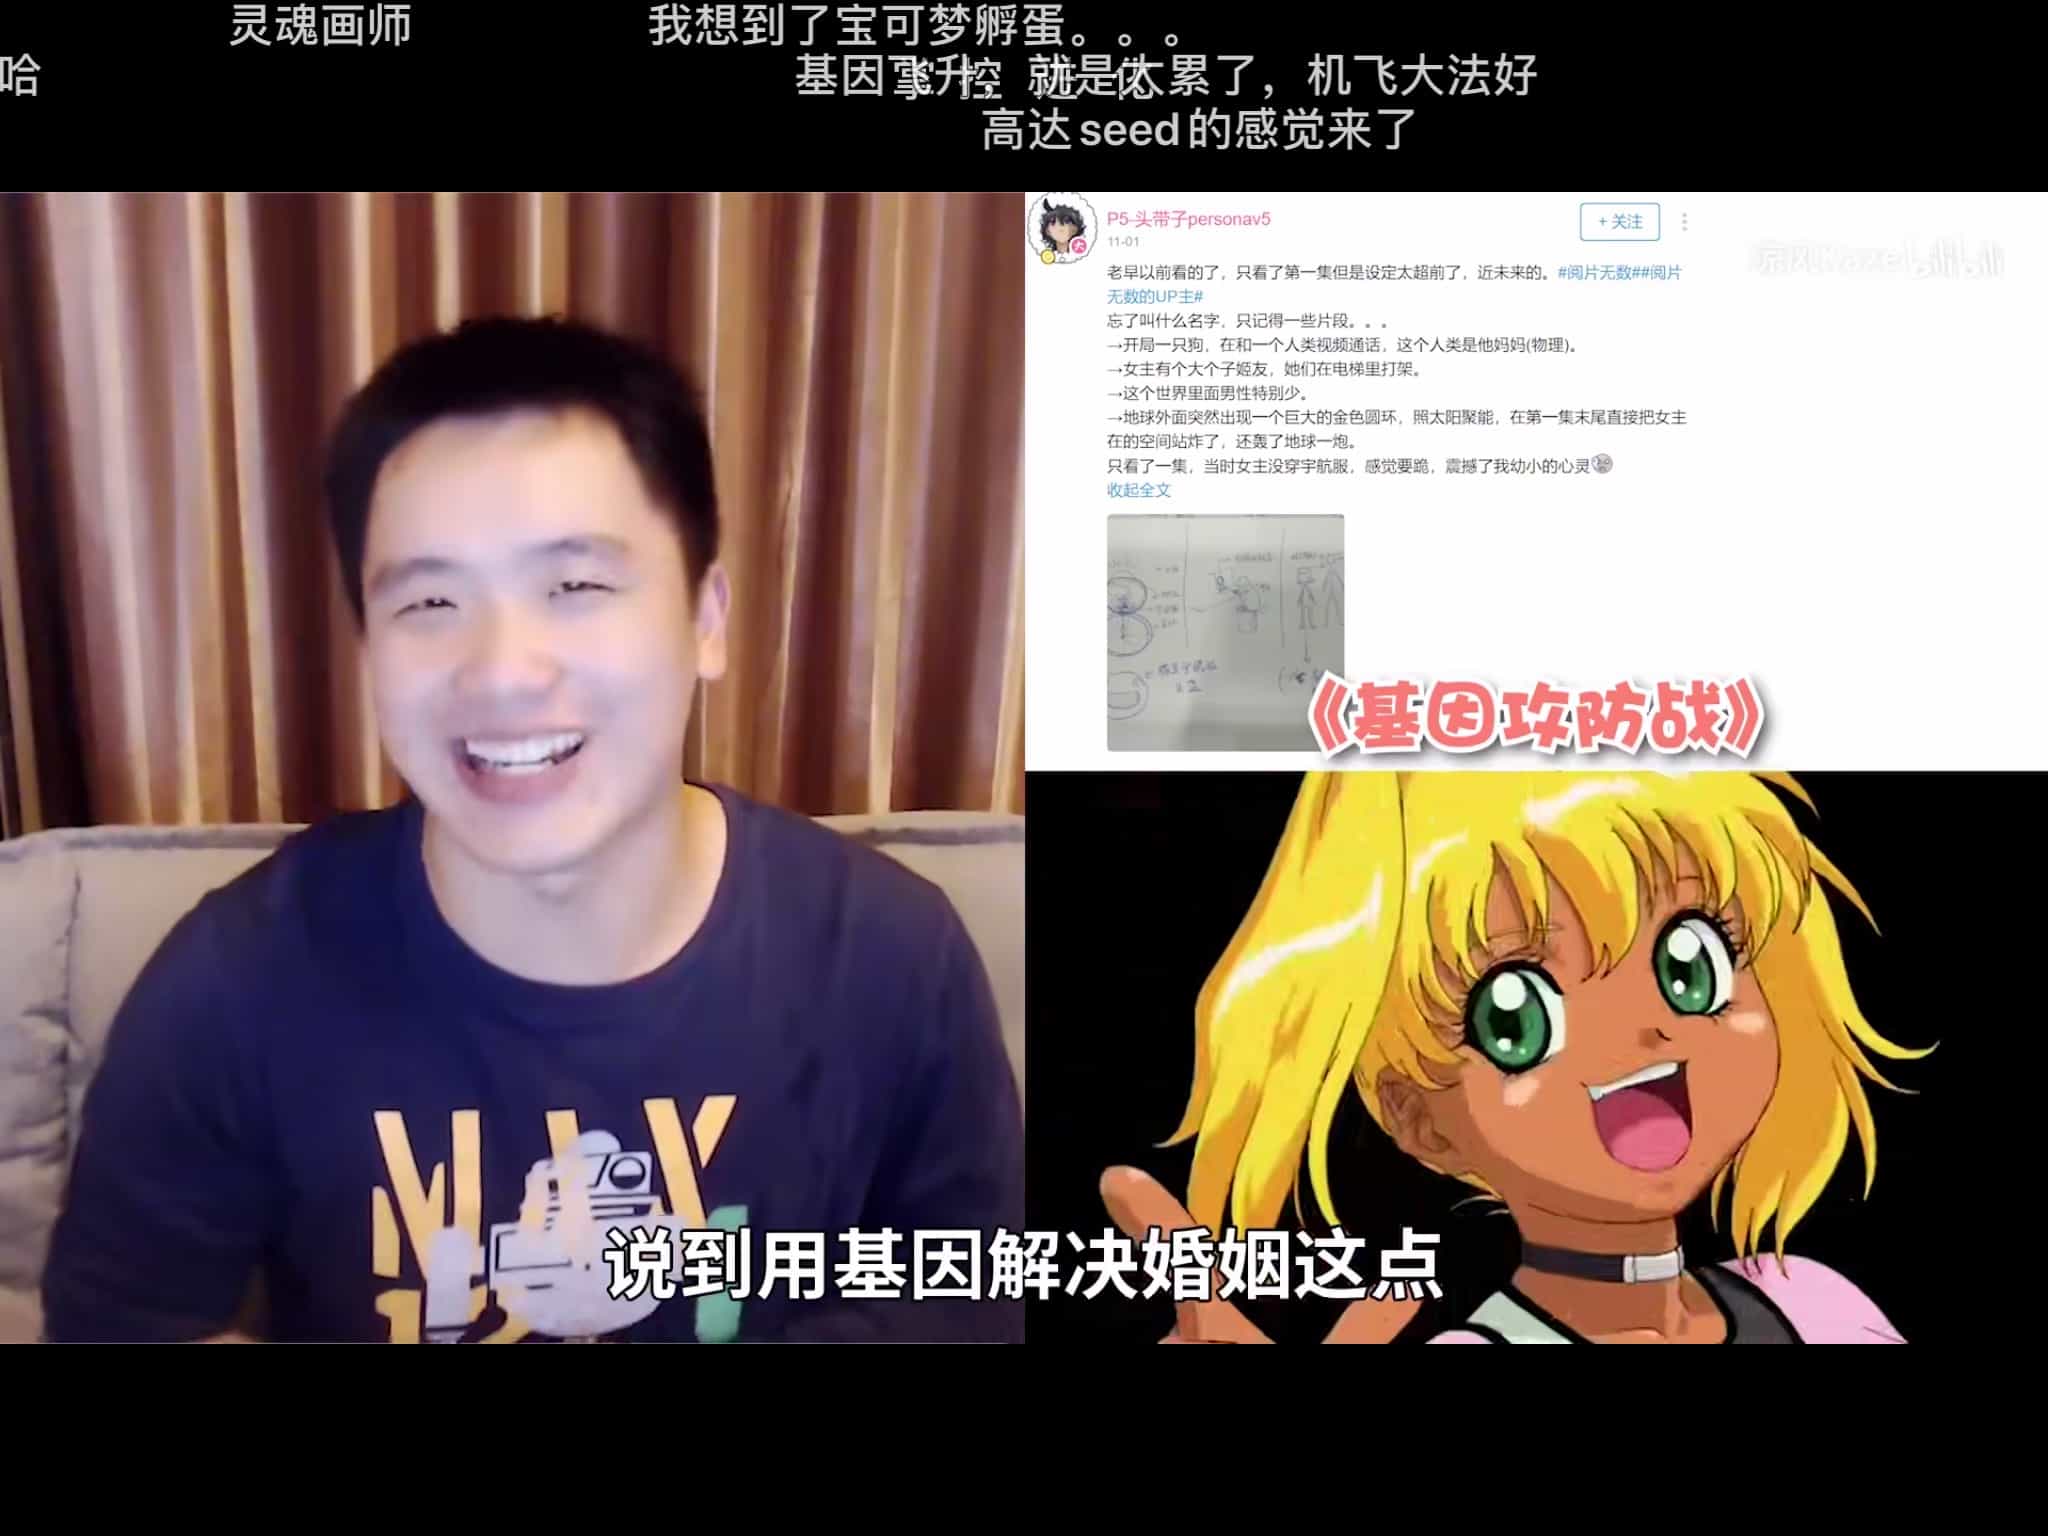 灵魂画师
我想到了宝可梦孵蛋。。。
哈
基因飞升，就是太累了，机飞大法好
高达seed的感觉来了
P5-头带子personav5
11-01
+ 关注
老早以前看的了，只看了第一集但是设定太超前了，近未来的。#阅片无数##阅片
无数的UP主#
忘了叫什么名字，只记得一些片段。。。
→开局一只狗，在和一个人类视频通话，这个人类是他妈妈(物理)。
→女主有个大个子姬友，她们在电梯里打架。
→这个世界里面男性特别少。
→地球外面突然出现一个巨大的金色圆环，照太阳聚能，在第一集末尾直接把女主
在的空间站炸了，还轰了地球一炮。
只看了一集，当时女主没穿宇航服，感觉要跪，震撼了我幼小的心灵
收起全文
《基因攻防战》
说到用基因解决婚姻这点